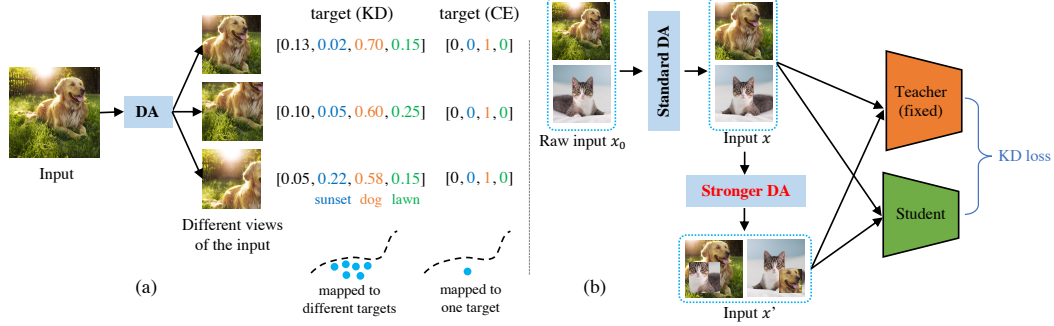 target (KD)
target (CE)
[0.13, 0.02, 0.70, 0.15]
[0, 0, 1, 0]
DA
[0.10, 0.05, 0.60, 0.25]
[0, 0, 1, 0]
Input
[0.05, 0.22, 0.58, 0.15]
[0, 0, 1, 0]
sunset
dog
lawn
Different views
of the input
(a)
mapped to
different targets
mapped to
one target
Standard DA
Raw input x₀
Input x
Stronger DA
Input x’
Teacher
(fixed)
Student
KD loss
(b)